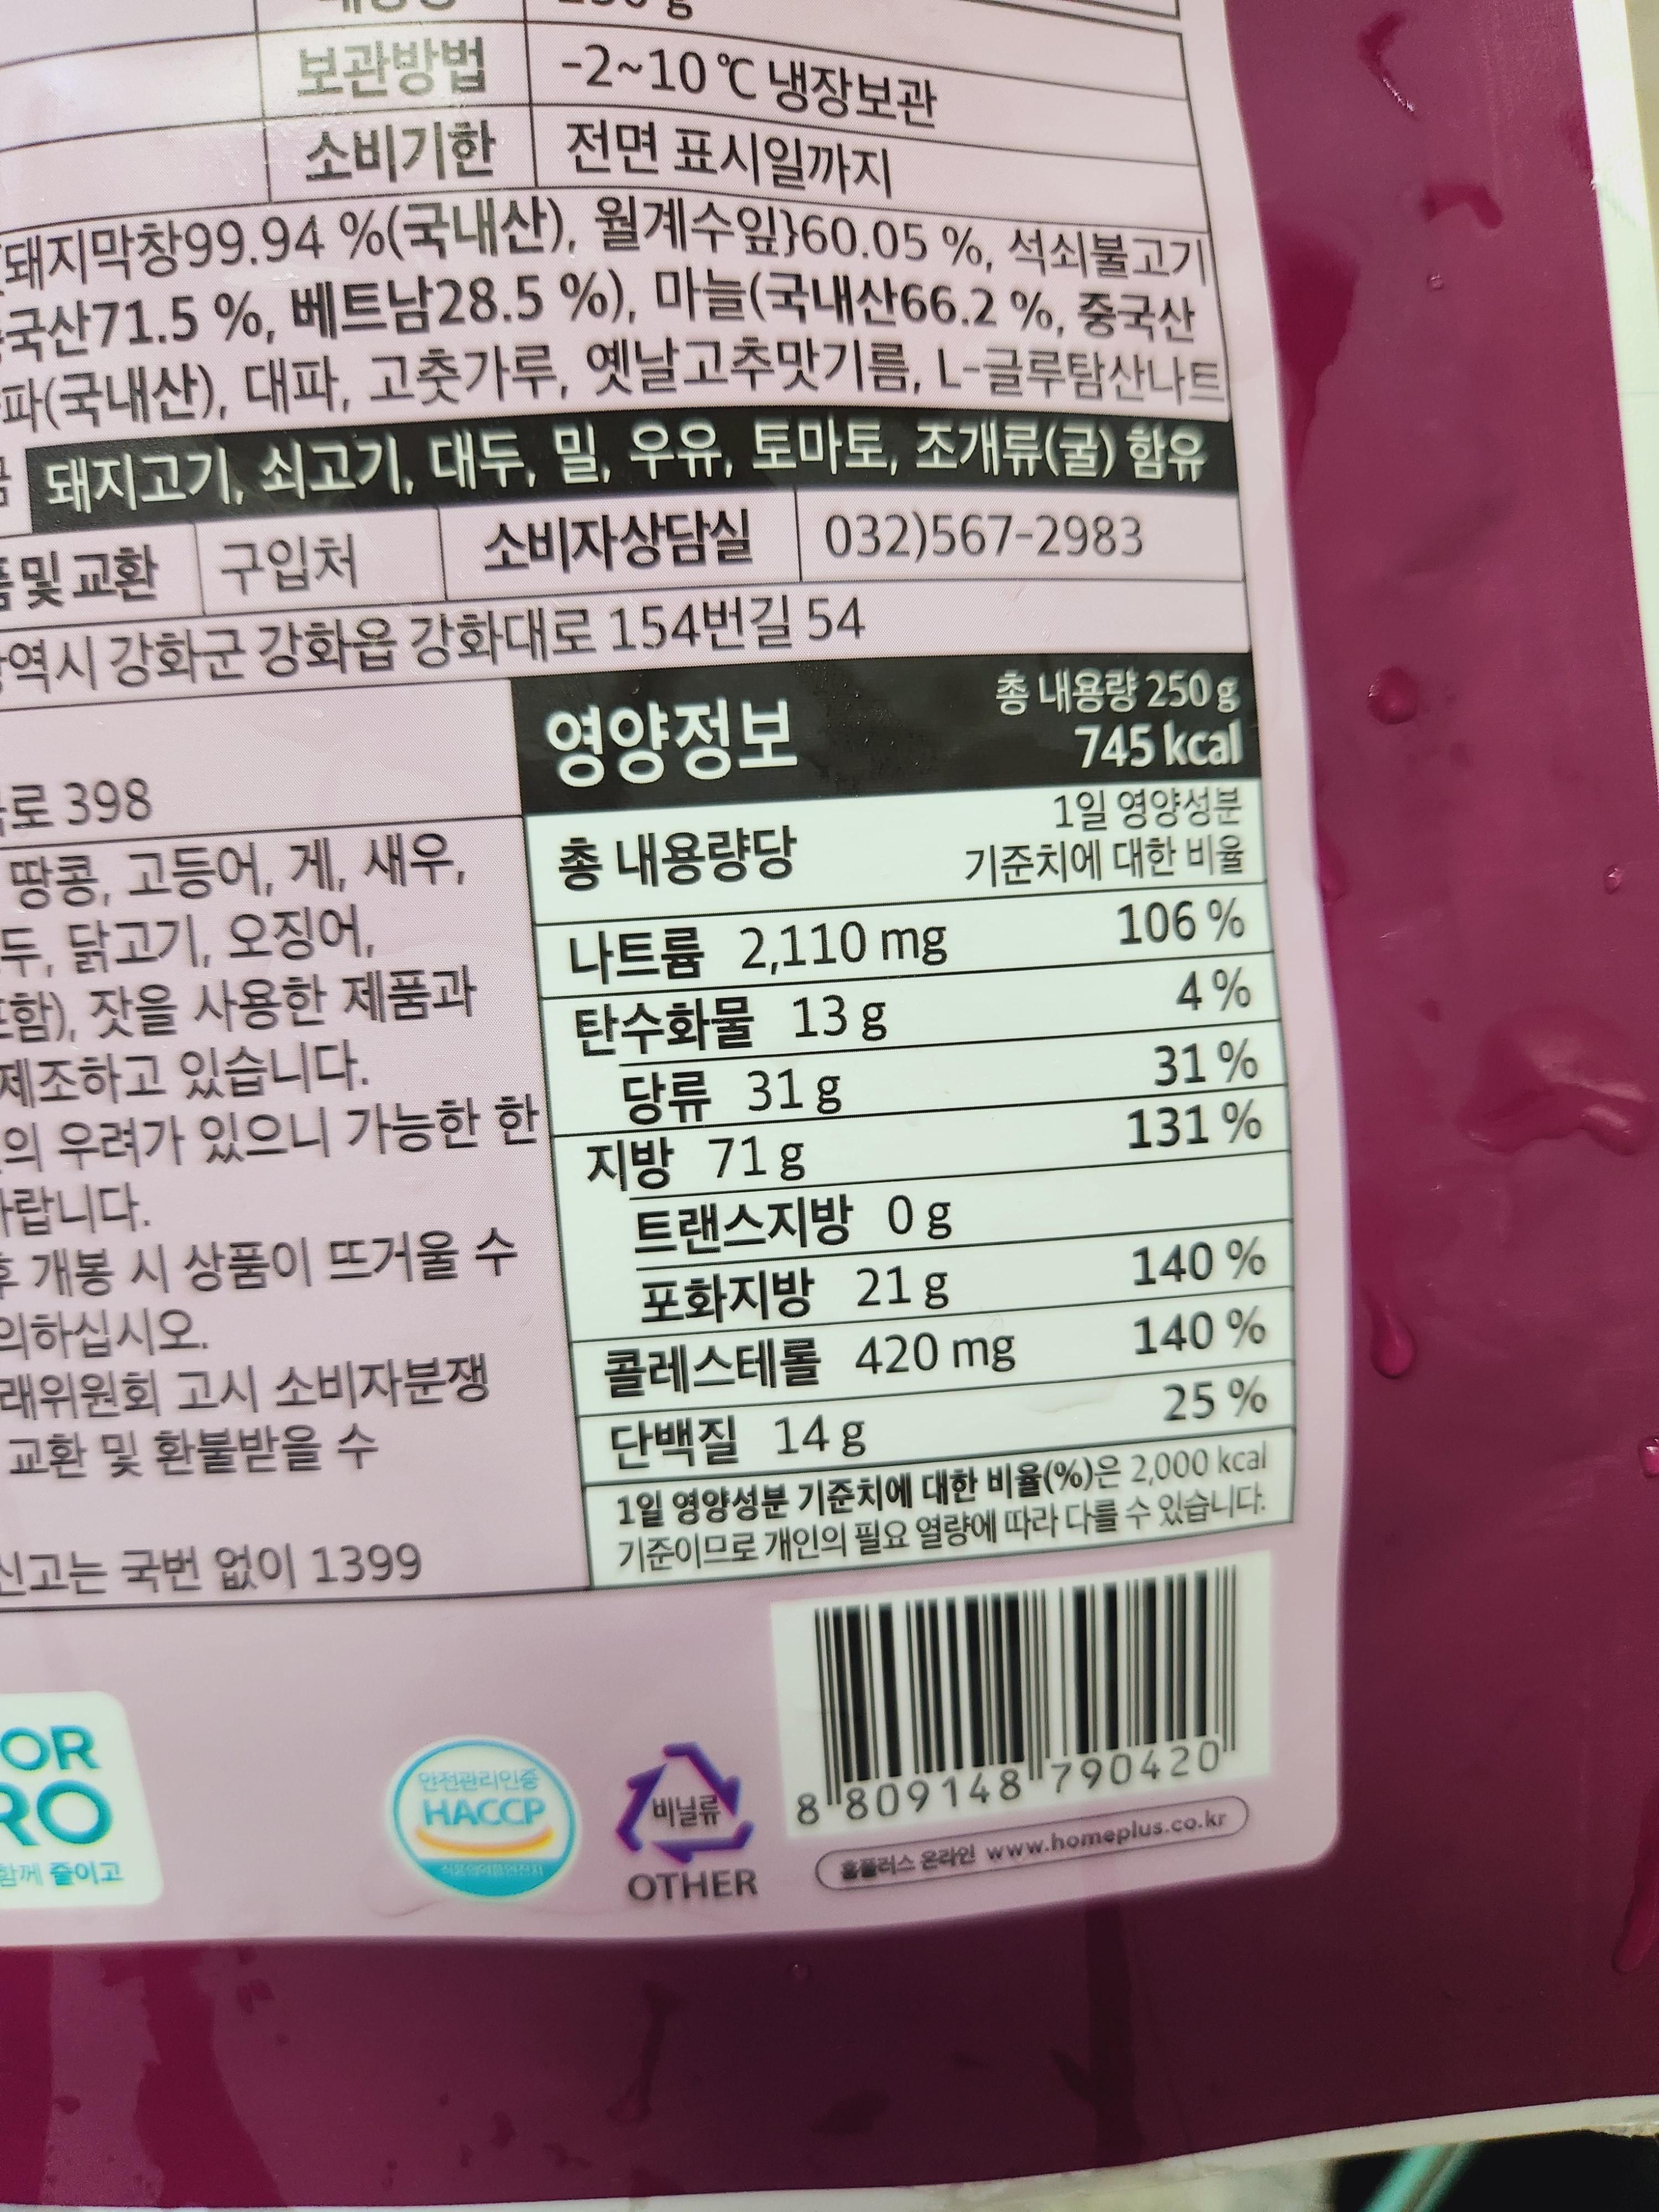 보관방법 -2~10 ℃ 냉장보관
소비기한 전면 표시일까지
돼지막창99.94 %(국내산), 월계수잎}60.05 %, 석쇠불고기
국산71.5 %, 베트남28.5 %), 마늘(국내산66.2 %, 중국산
파(국내산), 대파, 고춧가루, 옛날고추맛기름, L-글루탐산나트
돼지고기, 쇠고기, 대두, 밀, 우유, 토마토, 조개류(굴) 함유
및 교환 구입처 소비자상담실 032)567-2983
역시 강화군 강화읍 강화대로 154번길 54
로 398
땅콩, 고등어, 게, 새우,
두, 닭고기, 오징어,
함), 잣을 사용한 제품과
제조하고 있습니다.
의 우려가 있으니 가능한 한
랍니다.
후 개봉 시 상품이 뜨거울 수
의하십시오.
래위원회 고시 소비자분쟁
교환 및 환불받을 수
신고는 국번 없이 1399
영양정보 총 내용량 250 g
745 kcal
총 내용량당 1일 영양성분
기준치에 대한 비율
나트륨 2,110 mg 106 %
탄수화물 13 g 4 %
당류 31 g 31 %
지방 71 g 131 %
트랜스지방 0 g
포화지방 21 g 140 %
콜레스테롤 420 mg 140 %
단백질 14 g 25 %
1일 영양성분 기준치에 대한 비율(%)은 2,000 kcal
기준이므로 개인의 필요 열량에 따라 다를 수 있습니다.
OR
RO
함께 줄이고
안전관리인증
HACCP
식품의약품안전처
비닐류
OTHER
8 809148 790420
홈플러스 온라인 www.homeplus.co.kr